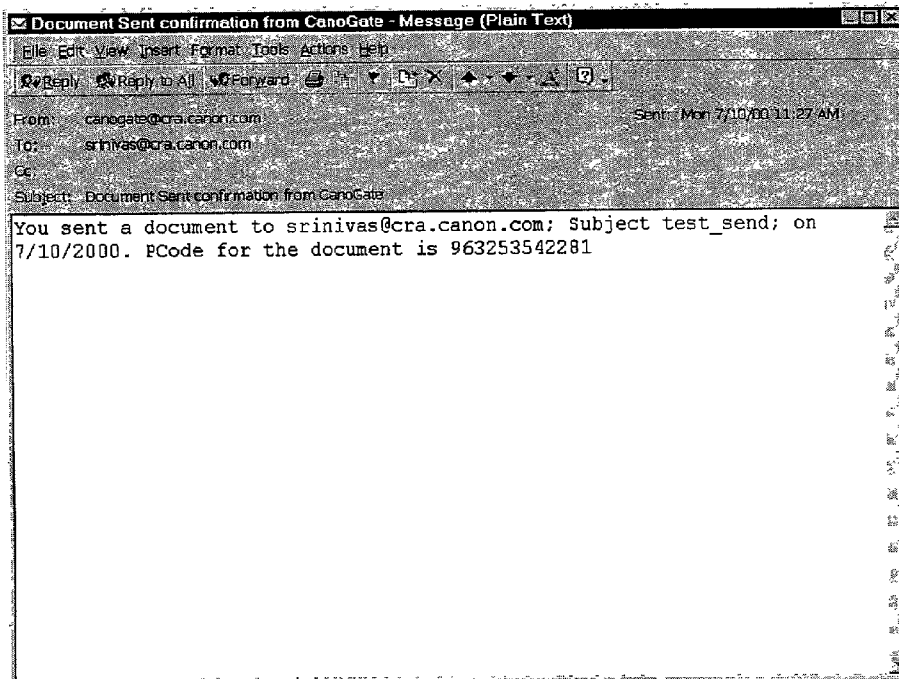 Document Sent confirmation from CanoGate - Message (Plain Text)
File Edit View Insert Format Tools Actions Help
Reply Reply to All Forward
From: canogate@cra.canon.com Sent: Mon 7/10/00 11:27 AM
To: srinivas@cra.canon.com
Cc:
Subject: Document Sent confirmation from CanoGate
You sent a document to srinivas@cra.canon.com; Subject test_send; on
7/10/2000. PCode for the document is 963253542281